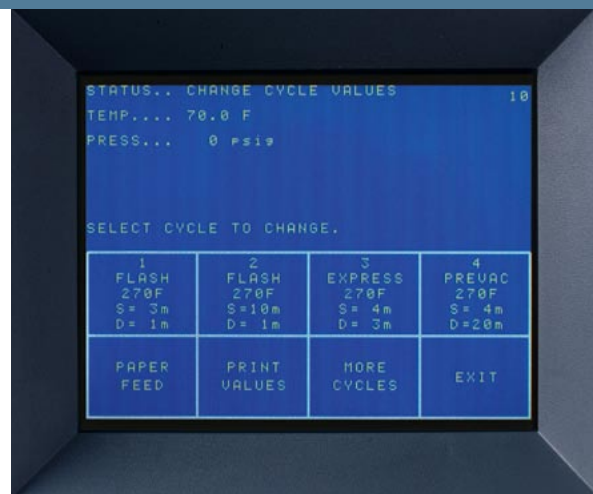 STATUS.. CHANGE CYCLE VALUES
10
TEMP.... 70.0 F
PRESS... 0 psig
SELECT CYCLE TO CHANGE.
1
FLASH
270F
S= 3m
D= 1m
2
FLASH
270F
S=10m
D= 1m
3
EXPRESS
270F
S= 4m
D= 3m
4
PREVAC
270F
S= 4m
D=20m
PAPER
FEED
PRINT
VALUES
MORE
CYCLES
EXIT